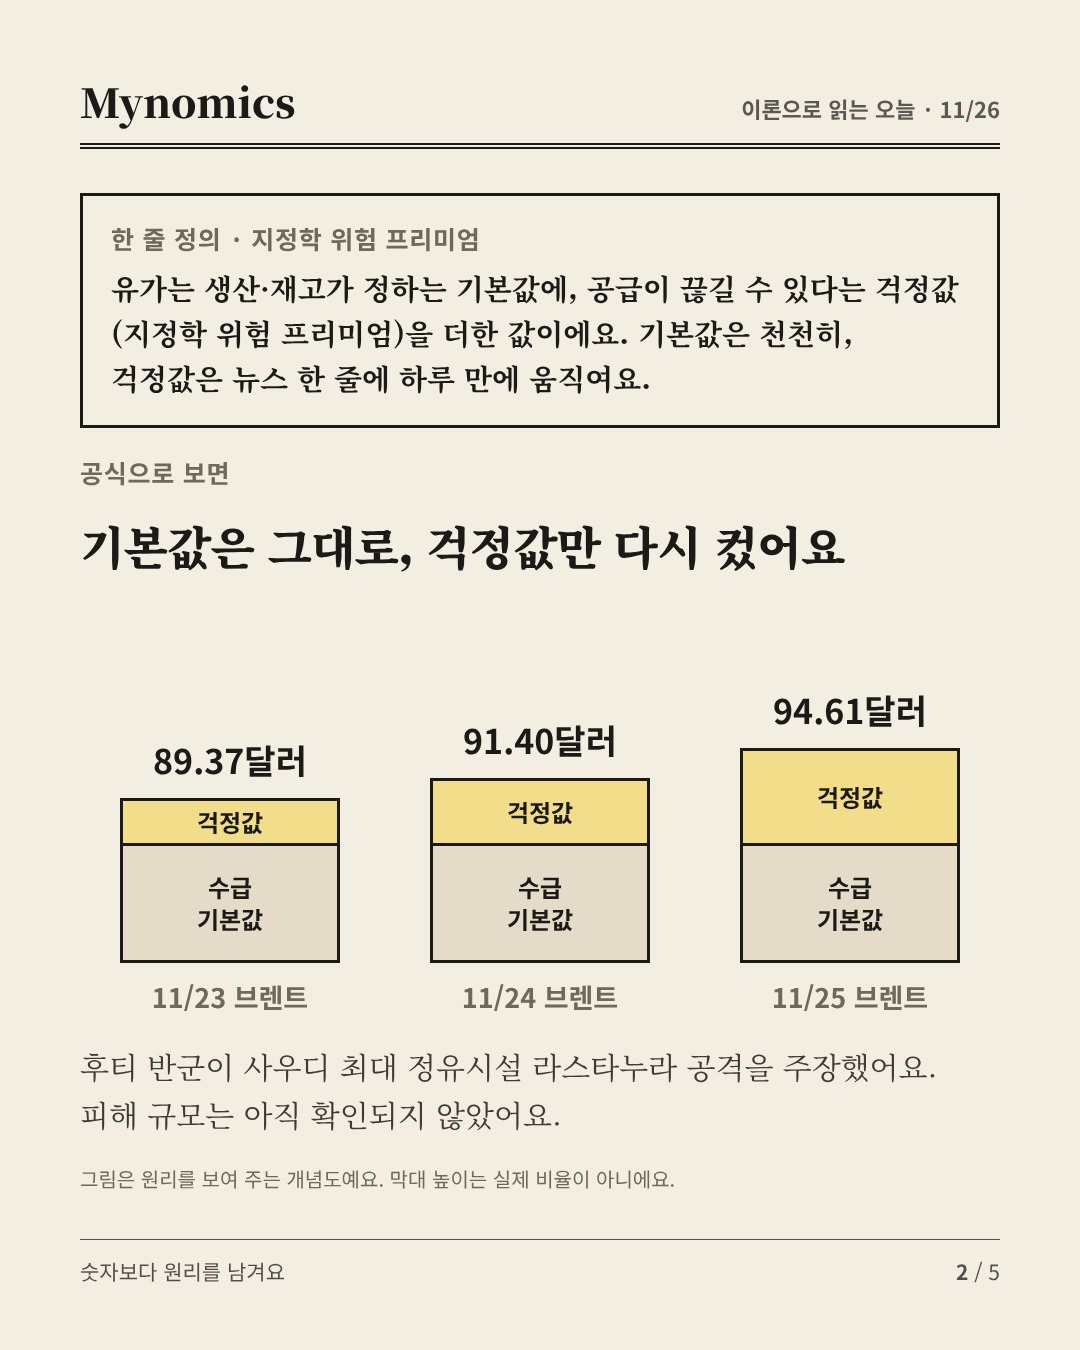 Mynomics
이론으로 읽는 오늘 · 11/26
한 줄 정의 · 지정학 위험 프리미엄
유가는 생산·재고가 정하는 기본값에, 공급이 끊길 수 있다는 걱정값
(지정학 위험 프리미엄)을 더한 값이에요. 기본값은 천천히,
걱정값은 뉴스 한 줄에 하루 만에 움직여요.
공식으로 보면
기본값은 그대로, 걱정값만 다시 컸어요
89.37달러
91.40달러
94.61달러
걱정값
걱정값
걱정값
수급
기본값
수급
기본값
수급
기본값
11/23 브렌트
11/24 브렌트
11/25 브렌트
후티 반군이 사우디 최대 정유시설 라스타누라 공격을 주장했어요.
피해 규모는 아직 확인되지 않았어요.
그림은 원리를 보여 주는 개념도예요. 막대 높이는 실제 비율이 아니에요.
숫자보다 원리를 남겨요
2 / 5